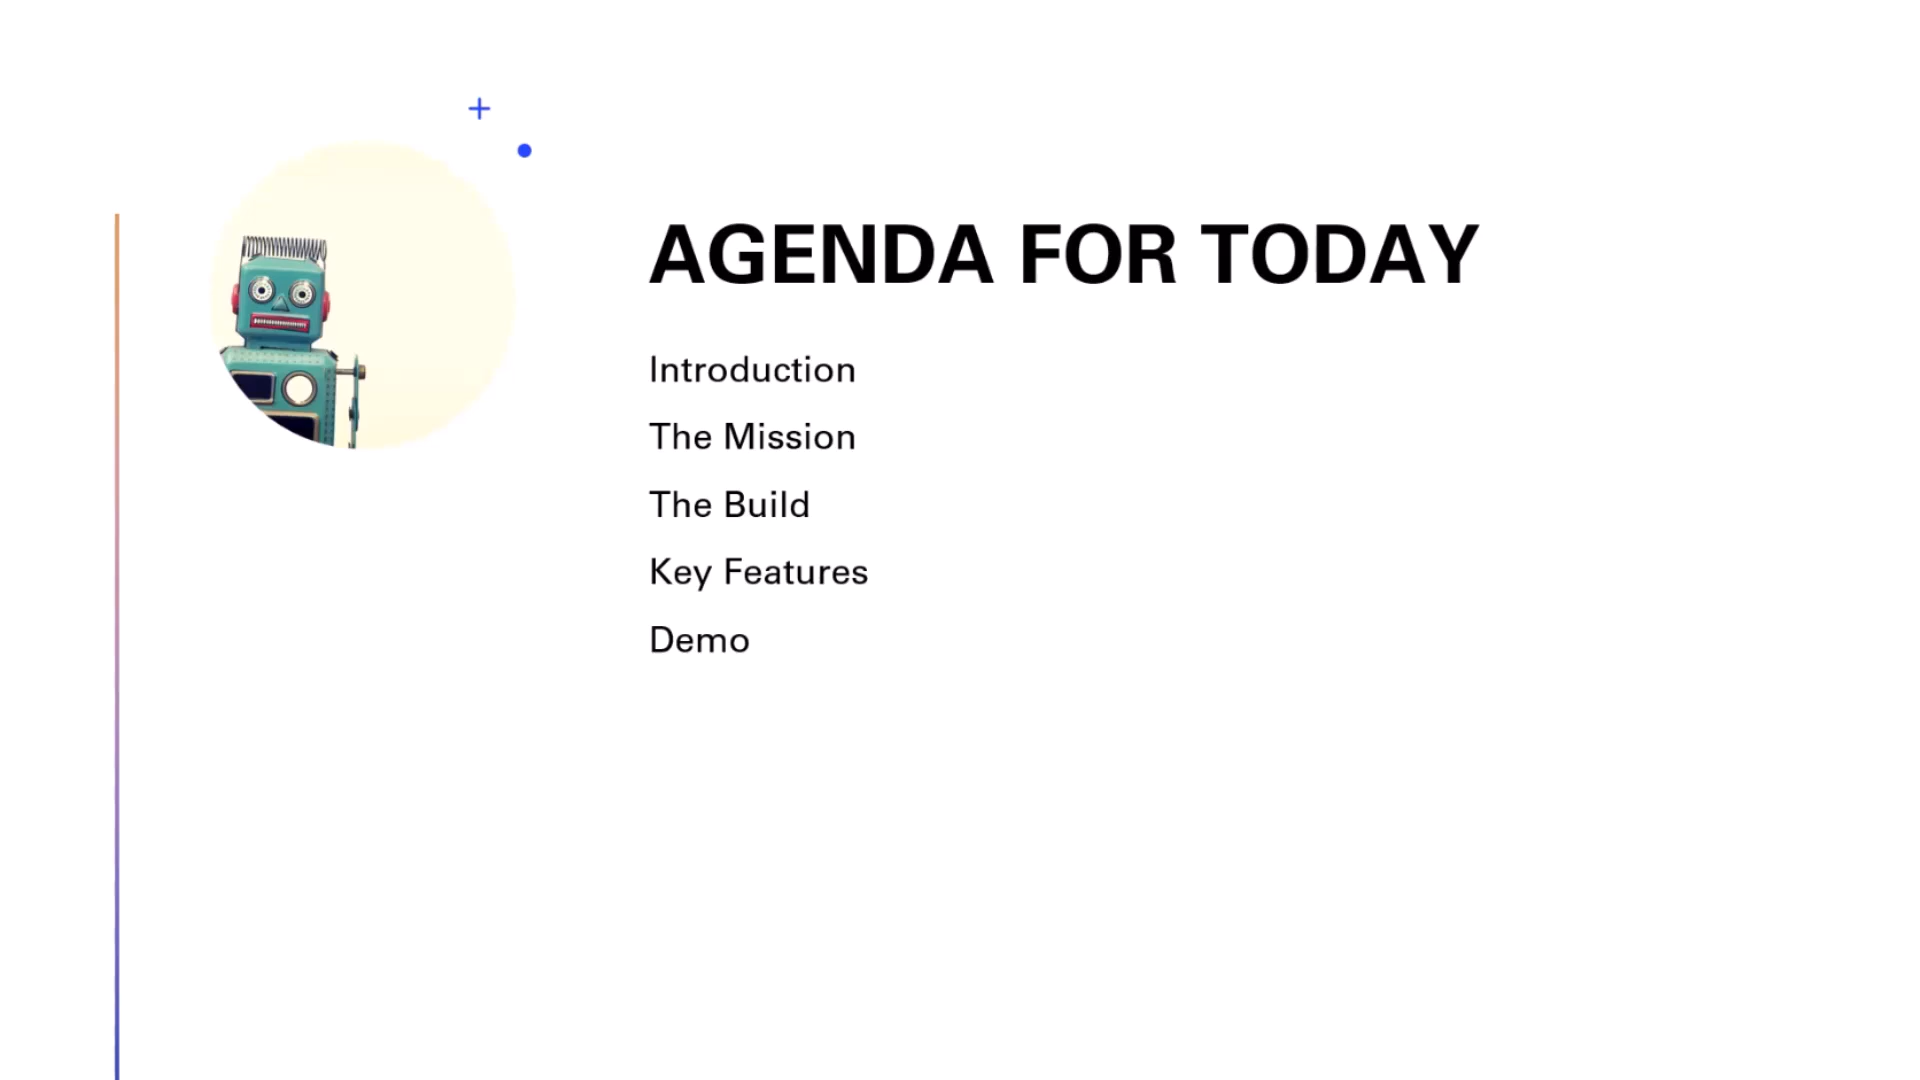 AGENDA FOR TODAY
Introduction
The Mission
The Build
Key Features
Demo